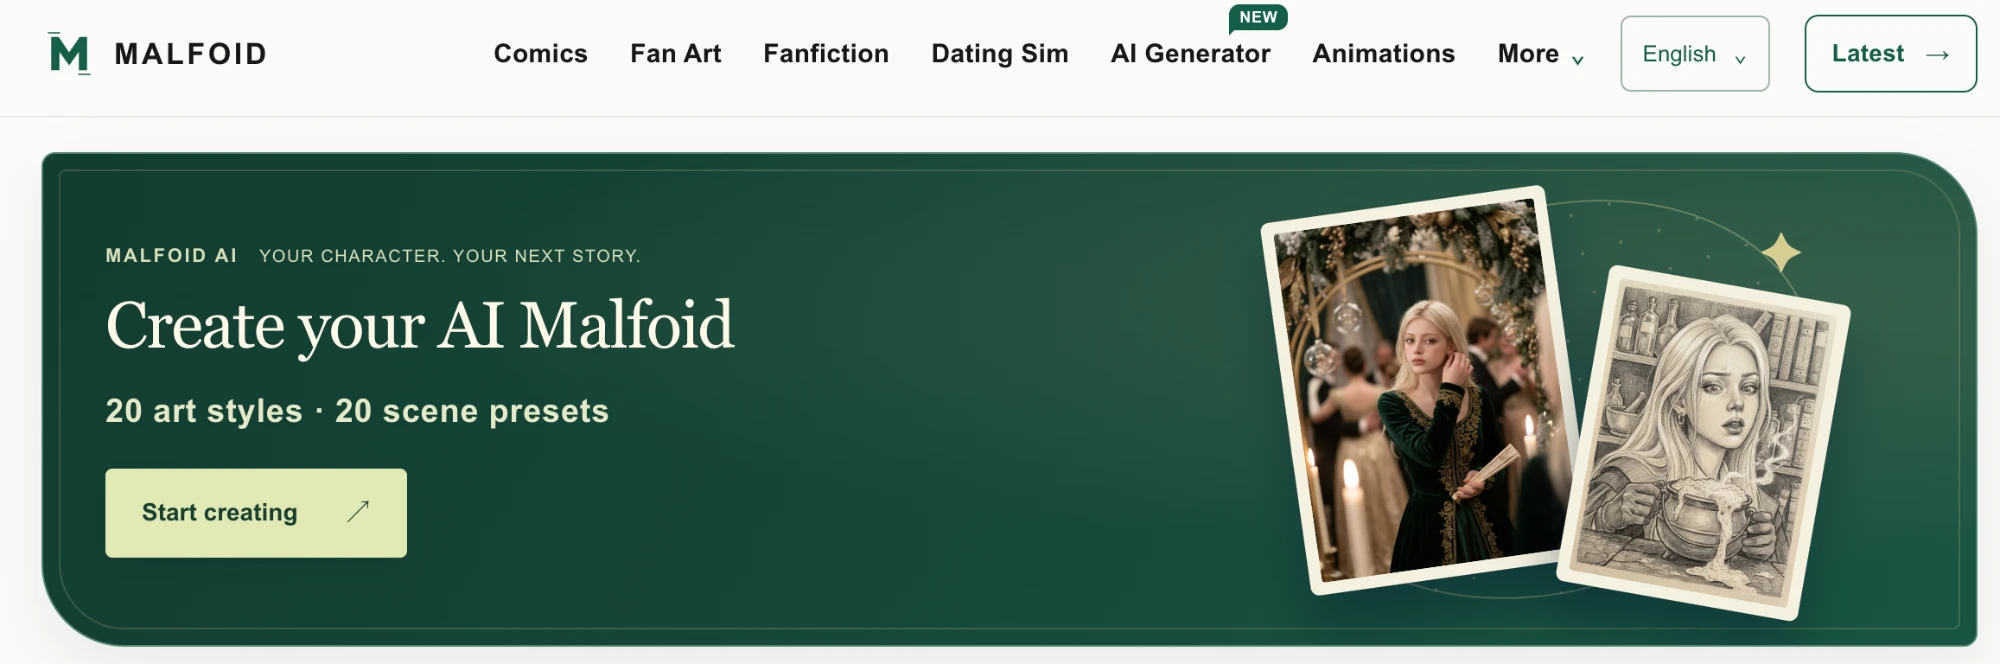 MALFOID
Comics
Fan Art
Fanfiction
Dating Sim
AI Generator
NEW
Animations
More
English
Latest →
MALFOID AI YOUR CHARACTER. YOUR NEXT STORY.
Create your AI Malfoid
20 art styles · 20 scene presets
Start creating ↗